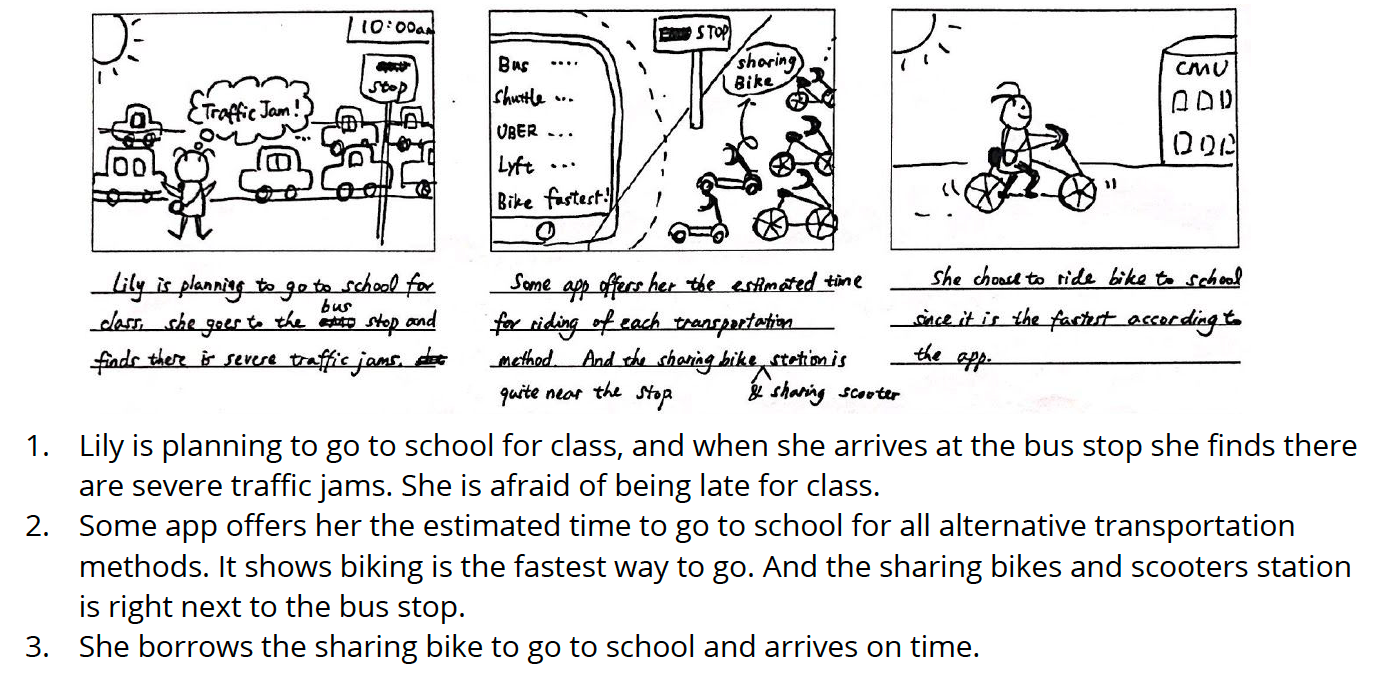 10:00am
Stop
Traffic Jam!
Bus ....
Shuttle ...
UBER ...
Lyft ...
Bike fastest!
STOP
sharing
Bike
CMU
Lily is planning to go to school for
class, she goes to the bus stop and
finds there is severe traffic jams.
Some app offers her the estimated time
for riding of each transportation
method. And the sharing bike station is
quite near the stop
& sharing scooter
She choose to ride bike to school
since it is the fastest according to
the app.
1. Lily is planning to go to school for class, and when she arrives at the bus stop she finds there
are severe traffic jams. She is afraid of being late for class.
2. Some app offers her the estimated time to go to school for all alternative transportation
methods. It shows biking is the fastest way to go. And the sharing bikes and scooters station
is right next to the bus stop.
3. She borrows the sharing bike to go to school and arrives on time.